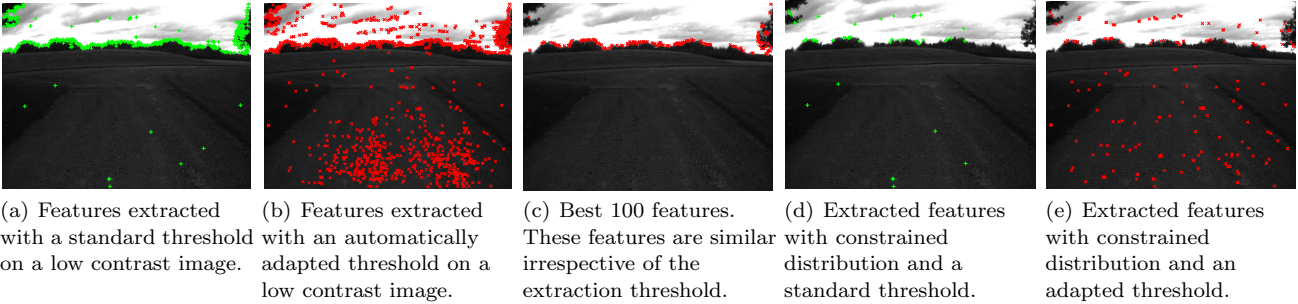 (a) Features extracted
with a standard threshold
on a low contrast image.
(b) Features extracted
with an automatically
adapted threshold on a
low contrast image.
(c) Best 100 features.
These features are similar
irrespective of the
extraction threshold.
(d) Extracted features
with constrained
distribution and a
standard threshold.
(e) Extracted features
with constrained
distribution and an
adapted threshold.